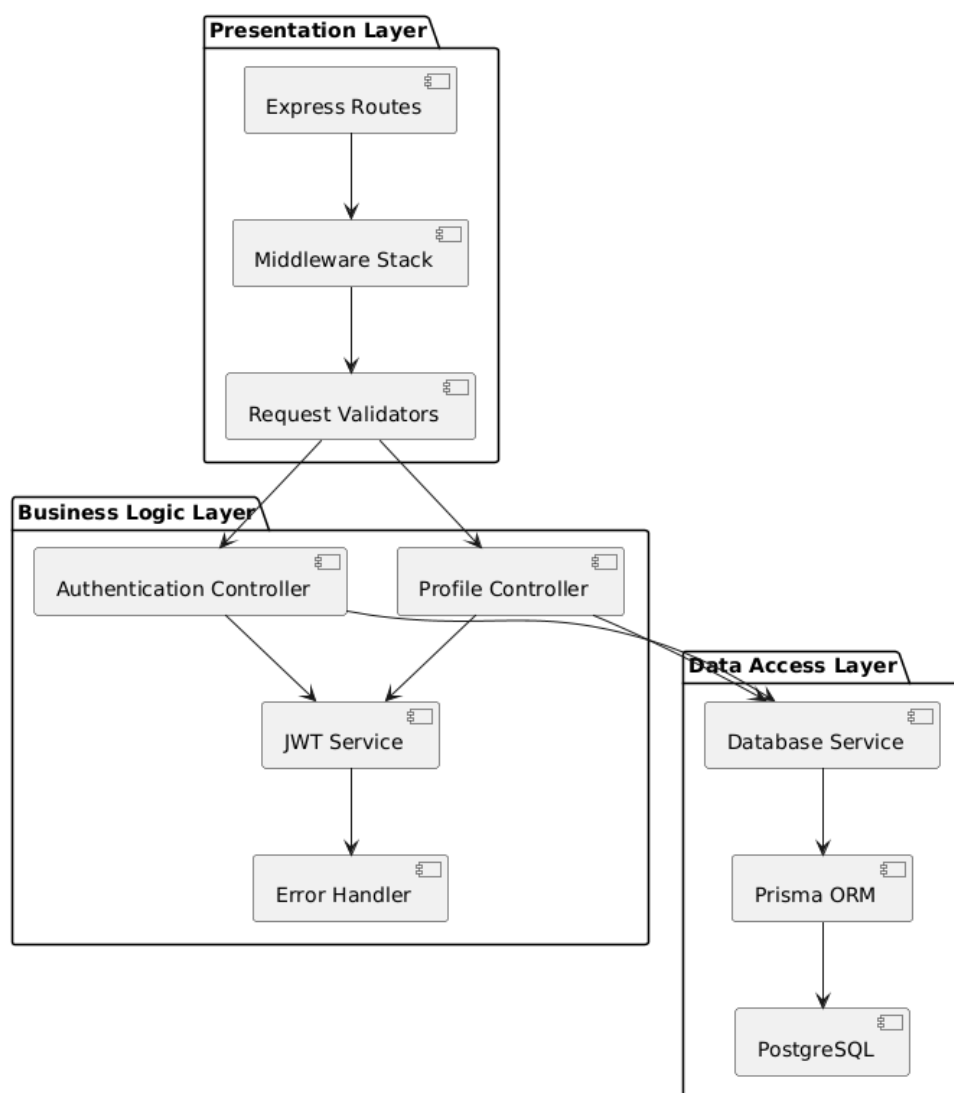 Presentation Layer
Express Routes
Middleware Stack
Request Validators
Business Logic Layer
Authentication Controller
Profile Controller
JWT Service
Error Handler
Data Access Layer
Database Service
Prisma ORM
PostgreSQL